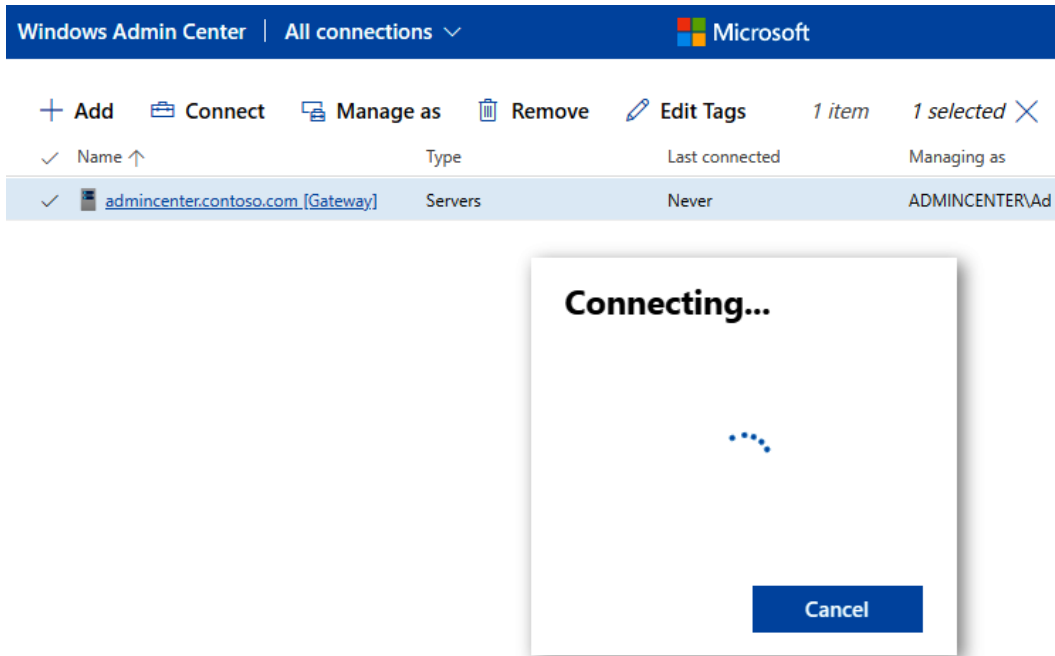 Windows Admin Center | All connections
Microsoft
Add Connect Manage as Remove Edit Tags 1 item 1 selected
Name Type Last connected Managing as
admincenter.contoso.com [Gateway] Servers Never ADMINCENTER\Ad
Connecting...
Cancel